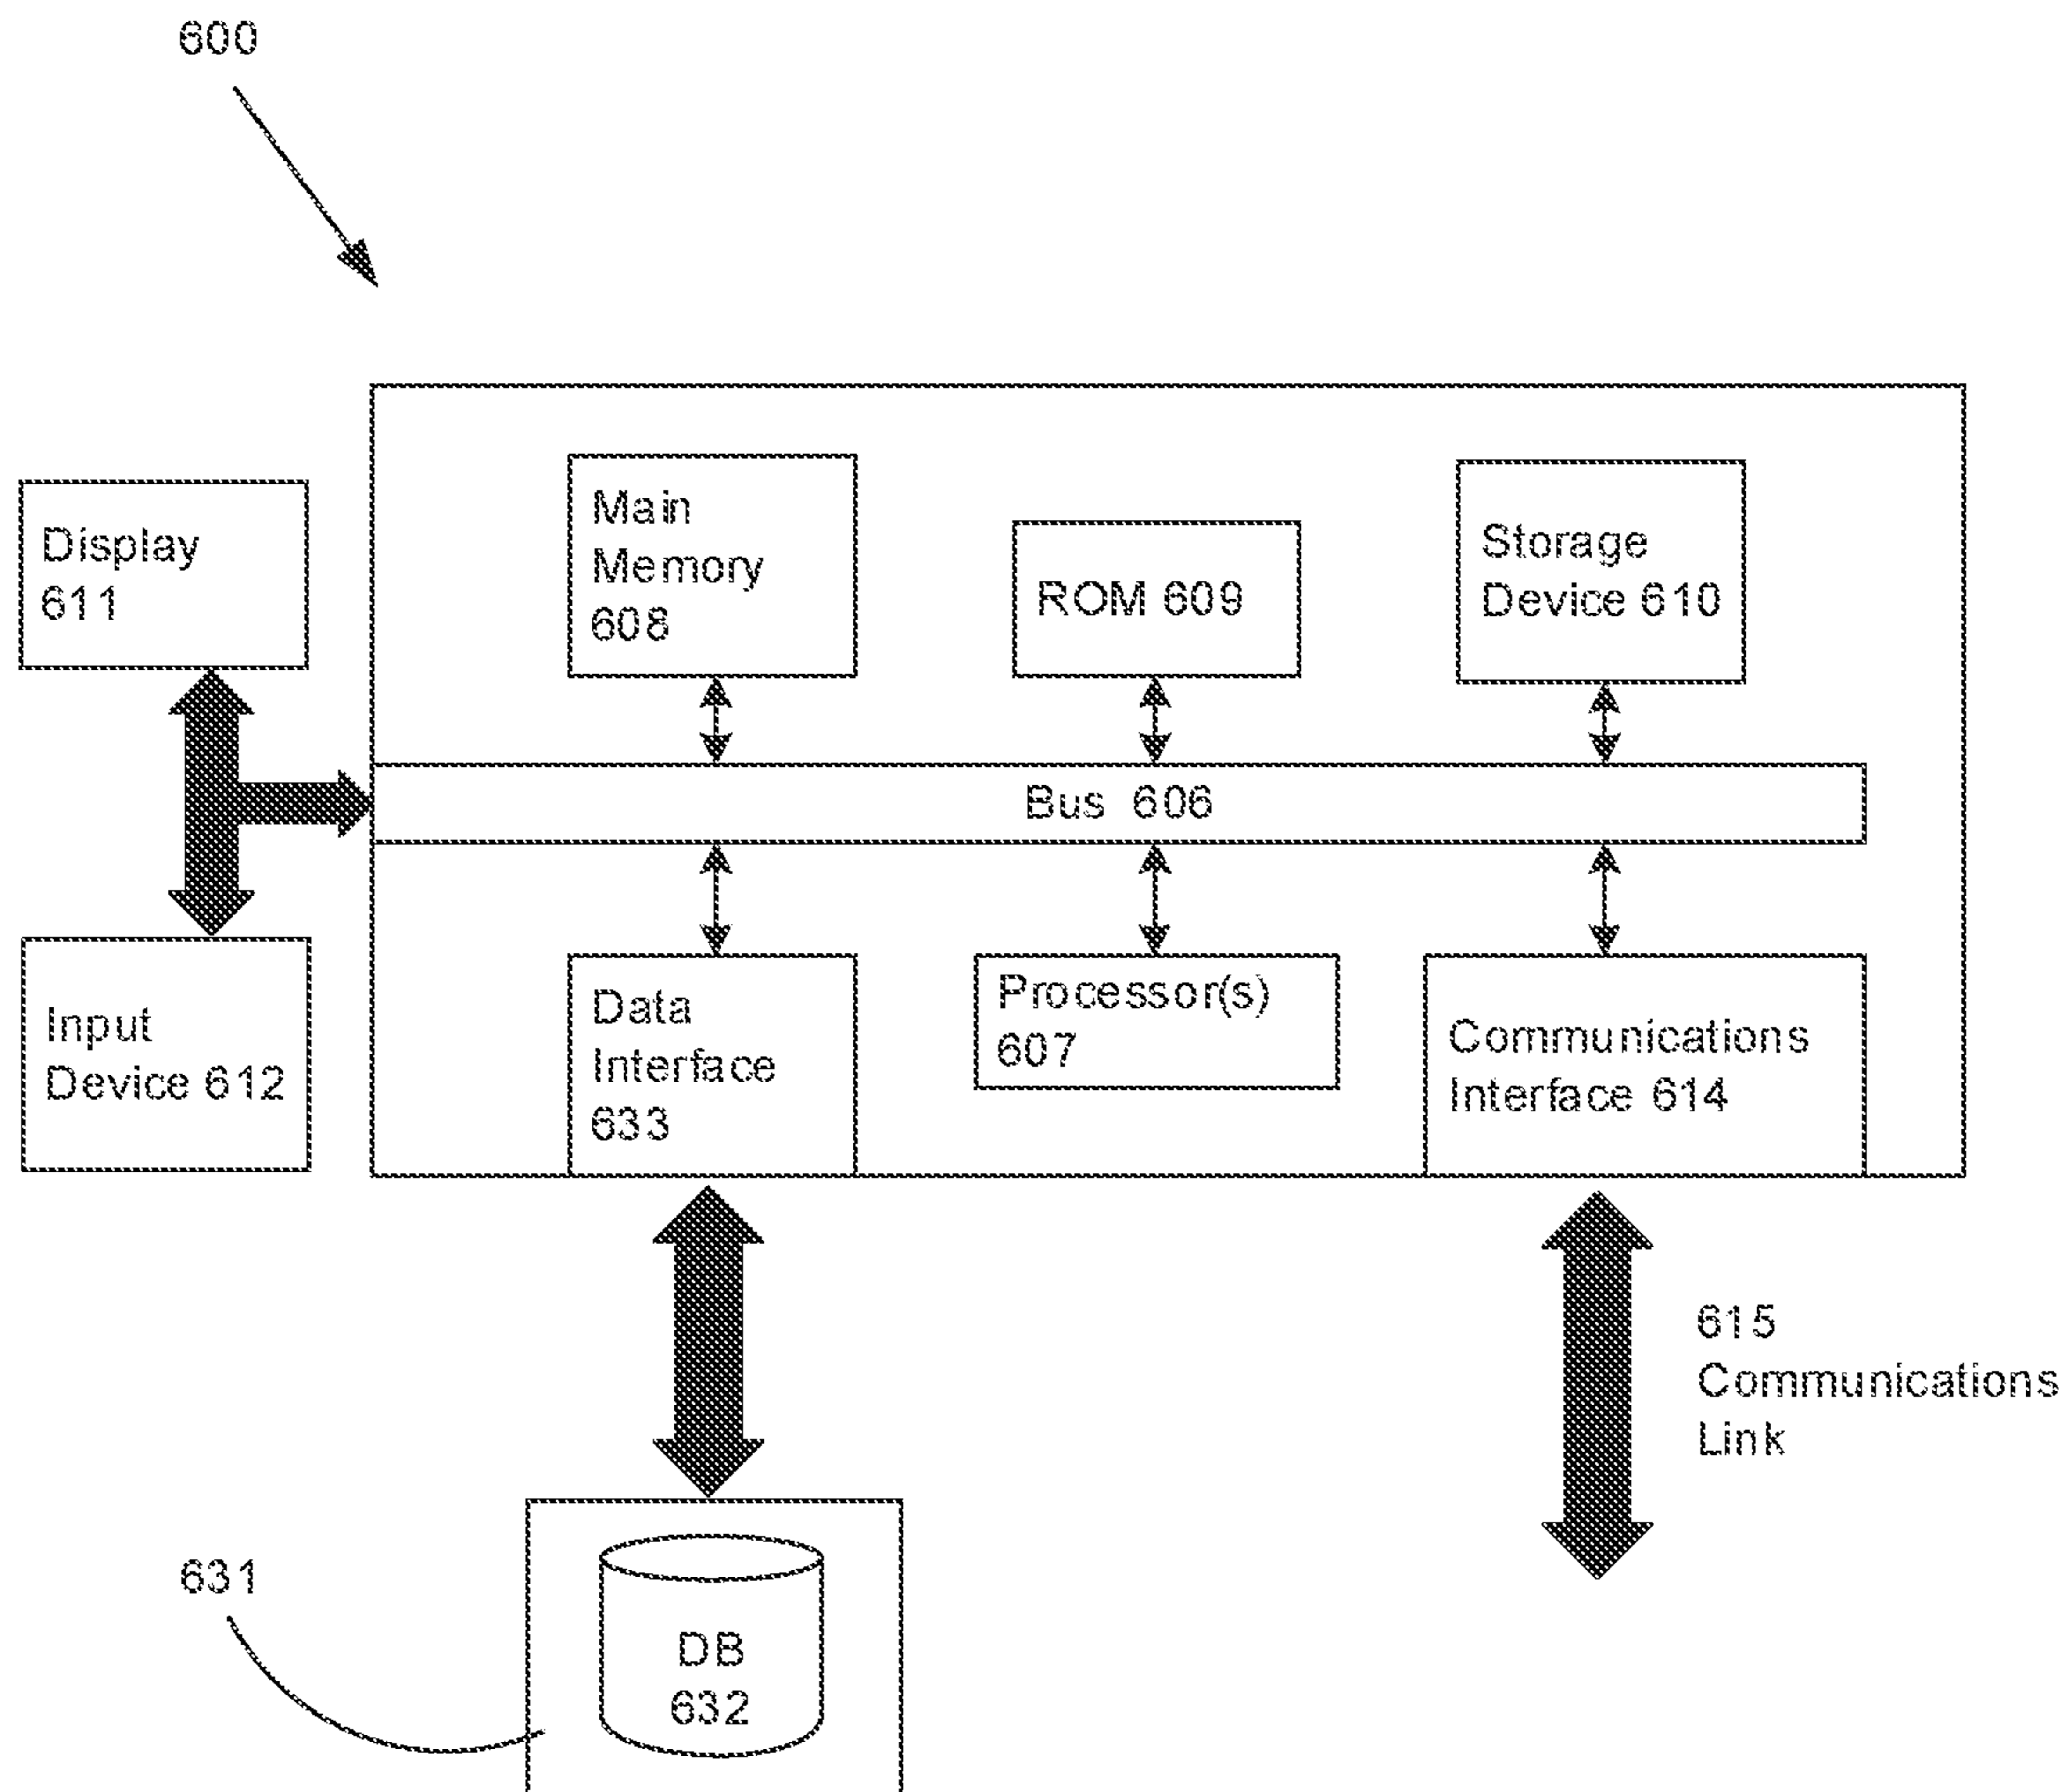 600
Display
611
Main
Memory
608
ROM 609
Storage
Device 610
Bus 606
Input
Device 612
Data
Interface
633
Processor(s)
607
Communications
Interface 614
615
Communications
Link
631
DB
632